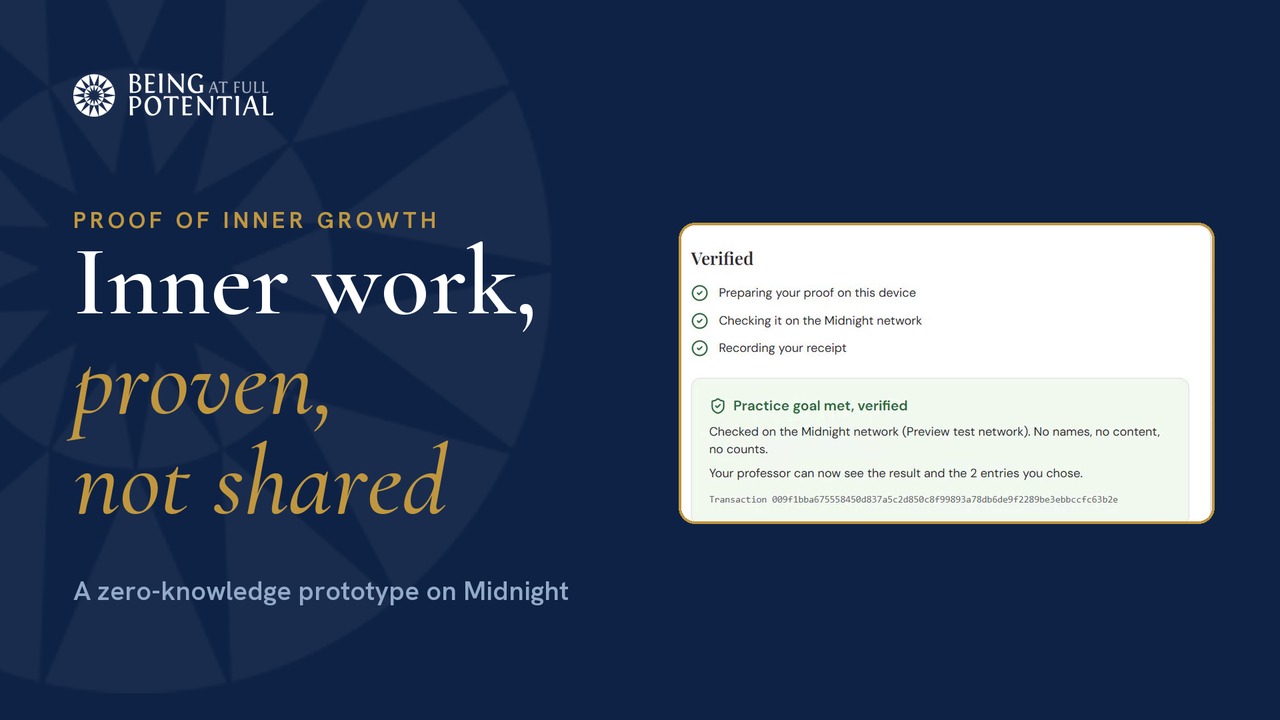 BEING AT FULL
POTENTIAL
PROOF OF INNER GROWTH
Inner work,
proven,
not shared
A zero-knowledge prototype on Midnight
Verified
Preparing your proof on this device
Checking it on the Midnight network
Recording your receipt
Practice goal met, verified
Checked on the Midnight network (Preview test network). No names, no content,
no counts.
Your professor can now see the result and the 2 entries you chose.
Transaction 009f1bba675558450d837a5c2d850c8f99893a78db6de9f2289be3ebbccfc63b2e